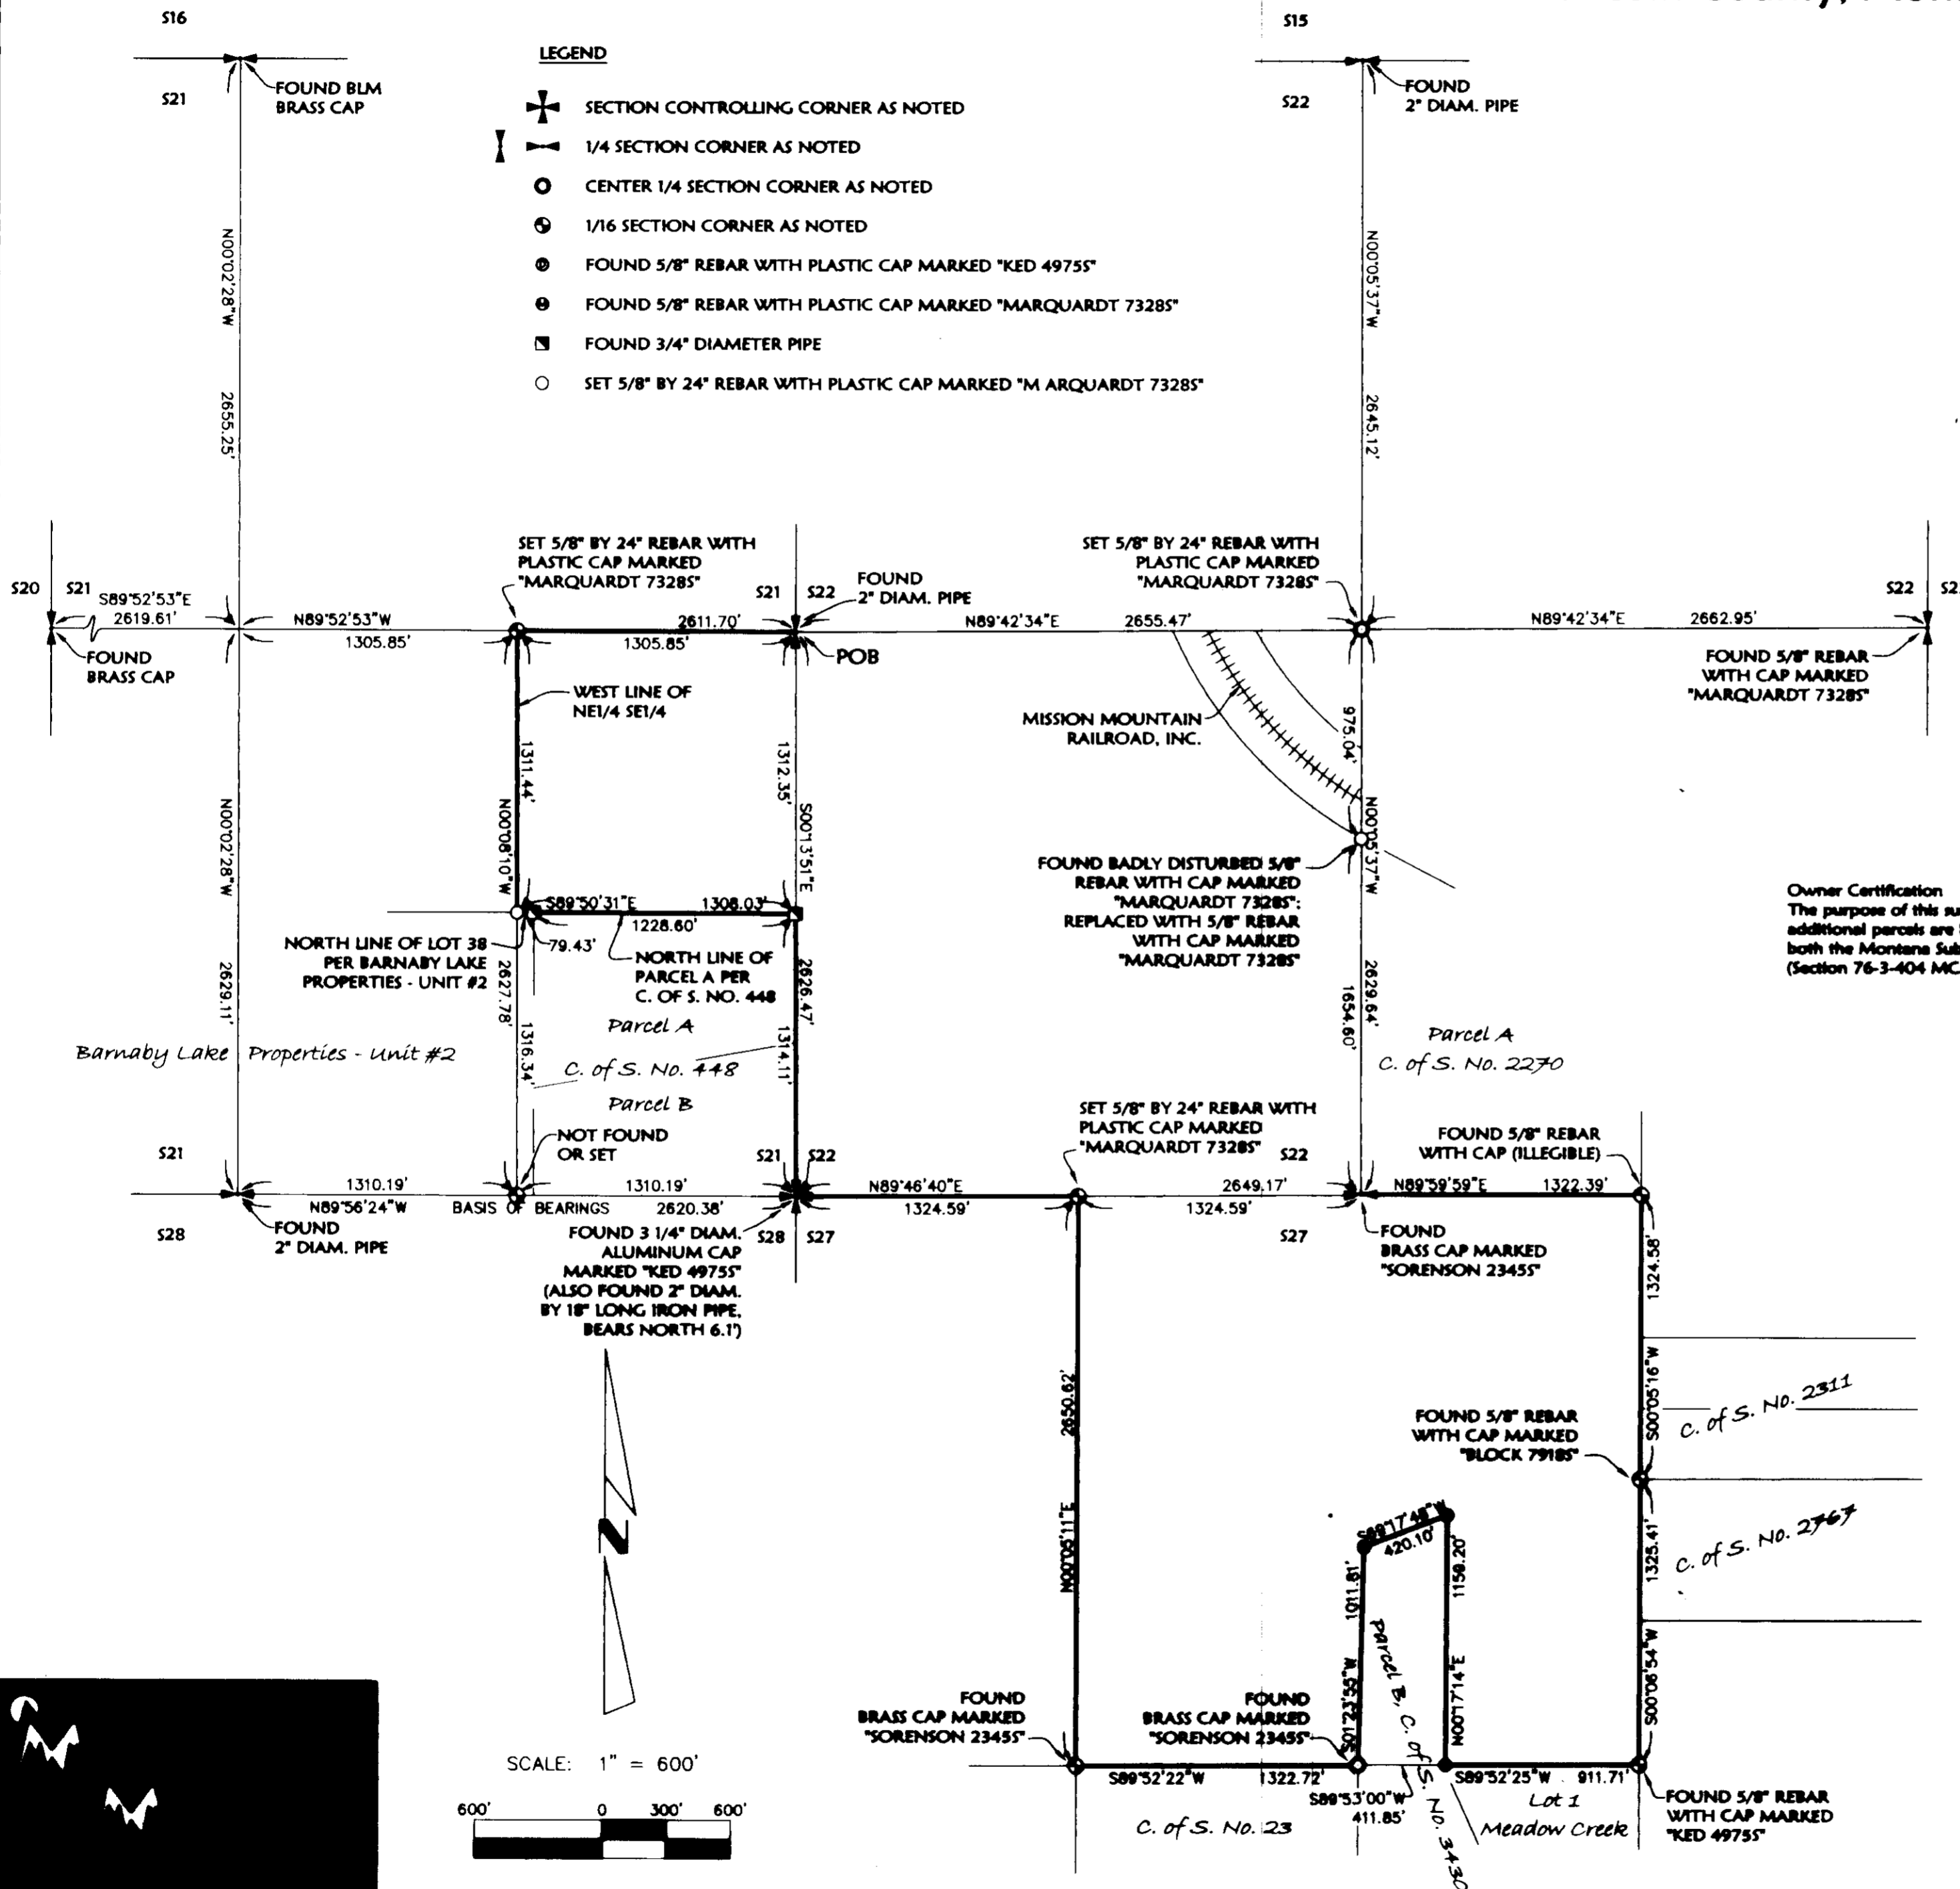 S16
S21
FOUND BLM
BRASS CAP
LEGEND
SECTION CONTROLLING CORNER AS NOTED
1/4 SECTION CORNER AS NOTED
CENTER 1/4 SECTION CORNER AS NOTED
1/16 SECTION CORNER AS NOTED
FOUND 5/8" REBAR WITH PLASTIC CAP MARKED "KED 4975S"
FOUND 5/8" REBAR WITH PLASTIC CAP MARKED "MARQUARDT 7328S"
FOUND 3/4" DIAMETER PIPE
SET 5/8" BY 24" REBAR WITH PLASTIC CAP MARKED "M ARQUARDT 7328S"
S15
S22
FOUND
2" DIAM. PIPE
N00°02'28"W
2655.25'
N00°05'37"W
2645.12'
S20
S21
S89°52'53"E
2619.61'
FOUND
BRASS CAP
N89°52'53"W
1305.85'
SET 5/8" BY 24" REBAR WITH
PLASTIC CAP MARKED
"MARQUARDT 7328S"
2611.70'
1305.85'
S21
S22
FOUND
2" DIAM. PIPE
POB
N89°42'34"E
2655.47'
SET 5/8" BY 24" REBAR WITH
PLASTIC CAP MARKED
"MARQUARDT 7328S"
N89°42'34"E
2662.95'
S22
FOUND 5/8" REBAR
WITH CAP MARKED
"MARQUARDT 7328S"
WEST LINE OF
NE1/4 SE1/4
1311.44'
N00°08'10"W
1312.35'
S00°13'51"E
MISSION MOUNTAIN
RAILROAD, INC.
975.04'
N00°05'37"W
FOUND BADLY DISTURBED 5/8"
REBAR WITH CAP MARKED
"MARQUARDT 7328S";
REPLACED WITH 5/8" REBAR
WITH CAP MARKED
"MARQUARDT 7328S"
Owner Certification
The purpose of this
additional parcels are
both the Montana
(Section 76-3-404
N00°02'28"W
2629.11'
S89°50'31"E
1308.03'
1228.60'
79.43'
NORTH LINE OF LOT 38
PER BARNABY LAKE
PROPERTIES - UNIT #2
NORTH LINE OF
PARCEL A PER
C. OF S. NO. 448
2627.78'
2626.47'
1316.34'
1314.11'
2629.64'
1654.60'
Parcel A
C. of S. No. 448
Parcel B
Barnaby Lake Properties - Unit #2
Parcel A
C. of S. No. 2270
NOT FOUND
OR SET
S21
S28
1310.19'
N89°56'24"W
FOUND
2" DIAM. PIPE
BASIS OF BEARINGS
1310.19'
2620.38'
S21
S22
S28
S27
FOUND 3 1/4" DIAM.
ALUMINUM CAP
MARKED "KED 4975S"
(ALSO FOUND 2" DIAM.
BY 18" LONG IRON PIPE,
BEARS NORTH 6.1')
N89°46'40"E
1324.59'
SET 5/8" BY 24" REBAR WITH
PLASTIC CAP MARKED
"MARQUARDT 7328S"
S22
2649.17'
1324.59'
S27
FOUND
BRASS CAP MARKED
"SORENSON 2345S"
FOUND 5/8" REBAR
WITH CAP (ILLEGIBLE)
N89°59'59"E
1322.39'
1324.58'
S00°05'16"W
C. of S. No. 2311
FOUND 5/8" REBAR
WITH CAP MARKED
"BLOCK 7918S"
C. of S. No. 2767
1325.41'
S00°06'54"W
2650.62'
N00°05'11"E
420.10'
1011.81'
S01°23'55"W
1159.20'
N00°17'14"E
Parcel B, C. of S. No. 3430
N
SCALE: 1" = 600'
600'
0
300'
600'
FOUND
BRASS CAP MARKED
"SORENSON 2345S"
FOUND
BRASS CAP MARKED
"SORENSON 2345S"
S89°52'22"W
1322.72'
S89°53'00"W
411.85'
S89°52'25"W
911.71'
C. of S. No. 23
Lot 1
Meadow Creek
FOUND 5/8" REBAR
WITH CAP MARKED
"KED 4975S"